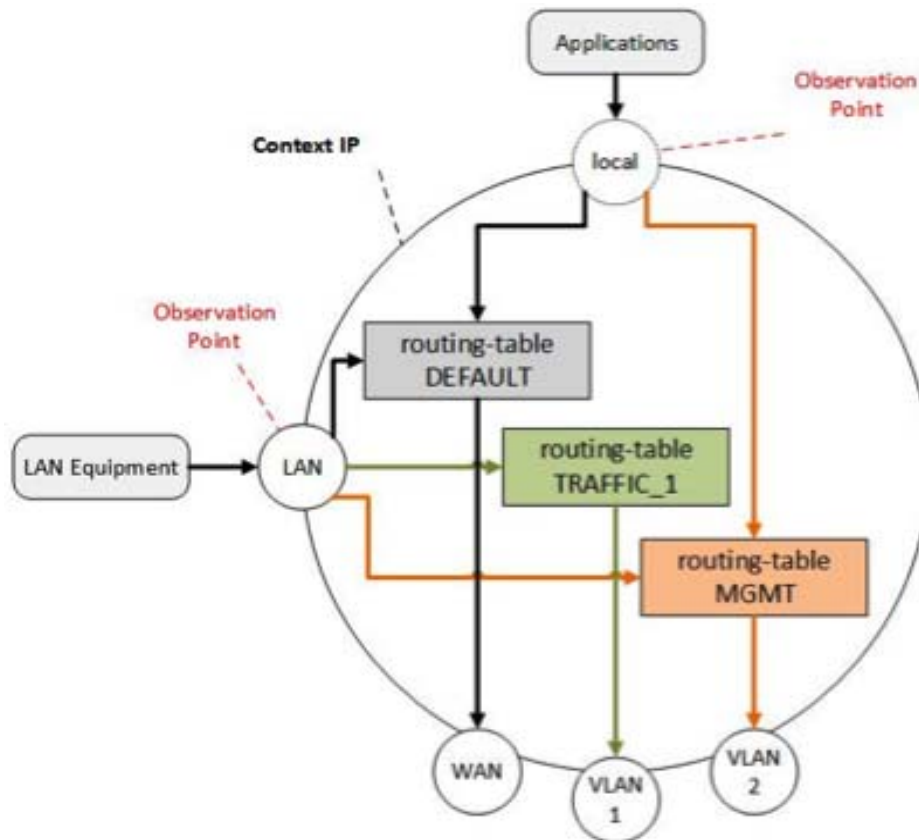 Applications
Observation
Point
Context IP
local
Observation
Point
routing-table
DEFAULT
LAN Equipment
LAN
routing-table
TRAFFIC_1
routing-table
MGMT
WAN
VLAN
1
VLAN
2